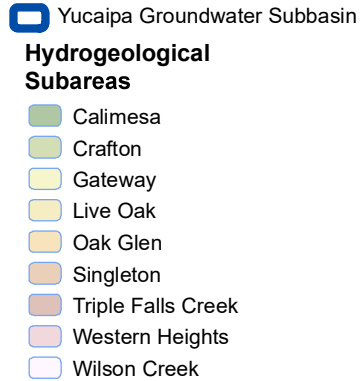 Yucaipa Groundwater Subbasin
Hydrogeological
Subareas
Calimesa
Crafton
Gateway
Live Oak
Oak Glen
Singleton
Triple Falls Creek
Western Heights
Wilson Creek